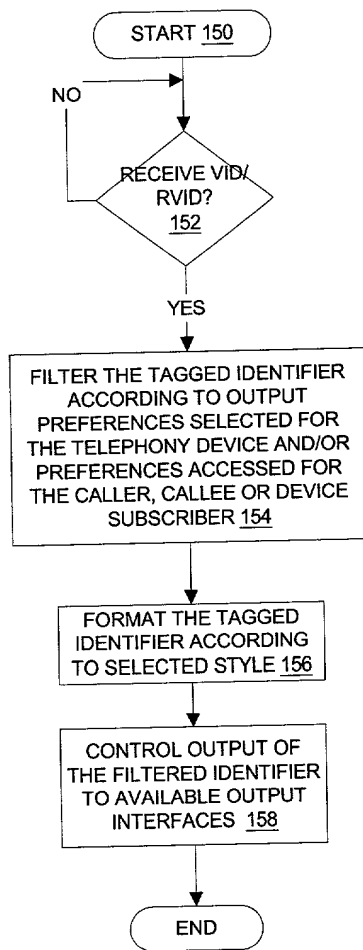 START 150
NO
RECEIVE VID/
RVID?
152
YES
FILTER THE TAGGED IDENTIFIER
ACCORDING TO OUTPUT
PREFERENCES SELECTED FOR
THE TELEPHONY DEVICE AND/OR
PREFERENCES ACCESSED FOR
THE CALLER, CALLEE OR DEVICE
SUBSCRIBER 154
FORMAT THE TAGGED
IDENTIFIER ACCORDING
TO SELECTED STYLE 156
CONTROL OUTPUT OF
THE FILTERED IDENTIFIER
TO AVAILABLE OUTPUT
INTERFACES 158
END